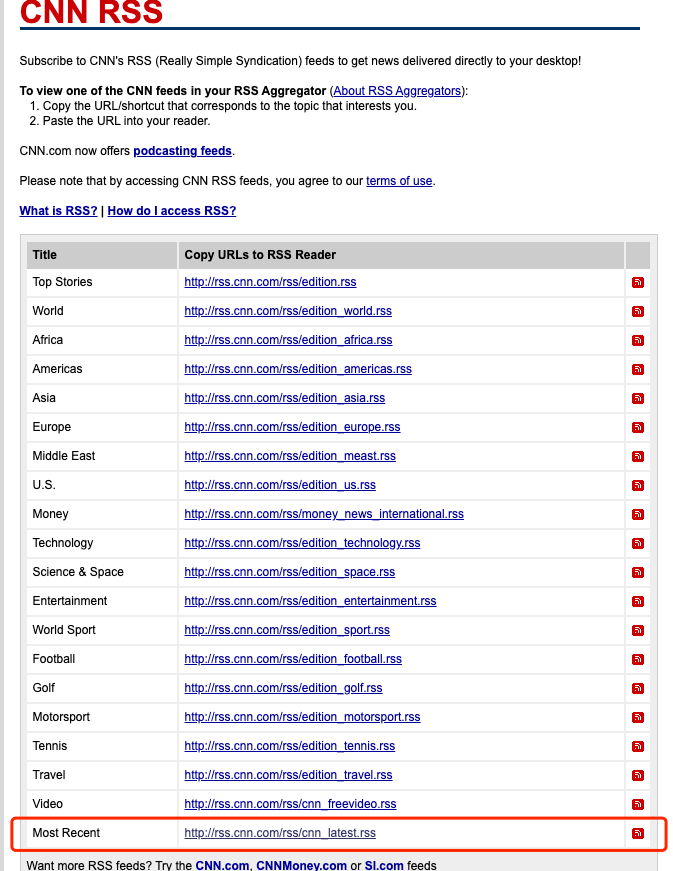 CNN RSS
Subscribe to CNN's RSS (Really Simple Syndication) feeds to get news delivered directly to your desktop!
To view one of the CNN feeds in your RSS Aggregator (About RSS Aggregators):
1. Copy the URL/shortcut that corresponds to the topic that interests you.
2. Paste the URL into your reader.
CNN.com now offers podcasting feeds.
Please note that by accessing CNN RSS feeds, you agree to our terms of use.
What is RSS? | How do I access RSS?
Title Copy URLs to RSS Reader
Top Stories http://rss.cnn.com/rss/edition.rss
World http://rss.cnn.com/rss/edition_world.rss
Africa http://rss.cnn.com/rss/edition_africa.rss
Americas http://rss.cnn.com/rss/edition_americas.rss
Asia http://rss.cnn.com/rss/edition_asia.rss
Europe http://rss.cnn.com/rss/edition_europe.rss
Middle East http://rss.cnn.com/rss/edition_meast.rss
U.S. http://rss.cnn.com/rss/edition_us.rss
Money http://rss.cnn.com/rss/money_news_international.rss
Technology http://rss.cnn.com/rss/edition_technology.rss
Science & Space http://rss.cnn.com/rss/edition_space.rss
Entertainment http://rss.cnn.com/rss/edition_entertainment.rss
World Sport http://rss.cnn.com/rss/edition_sport.rss
Football http://rss.cnn.com/rss/edition_football.rss
Golf http://rss.cnn.com/rss/edition_golf.rss
Motorsport http://rss.cnn.com/rss/edition_motorsport.rss
Tennis http://rss.cnn.com/rss/edition_tennis.rss
Travel http://rss.cnn.com/rss/edition_travel.rss
Video http://rss.cnn.com/rss/cnn_freevideo.rss
Most Recent http://rss.cnn.com/rss/cnn_latest.rss
Want more RSS feeds? Try the CNN.com, CNNMoney.com or SI.com feeds